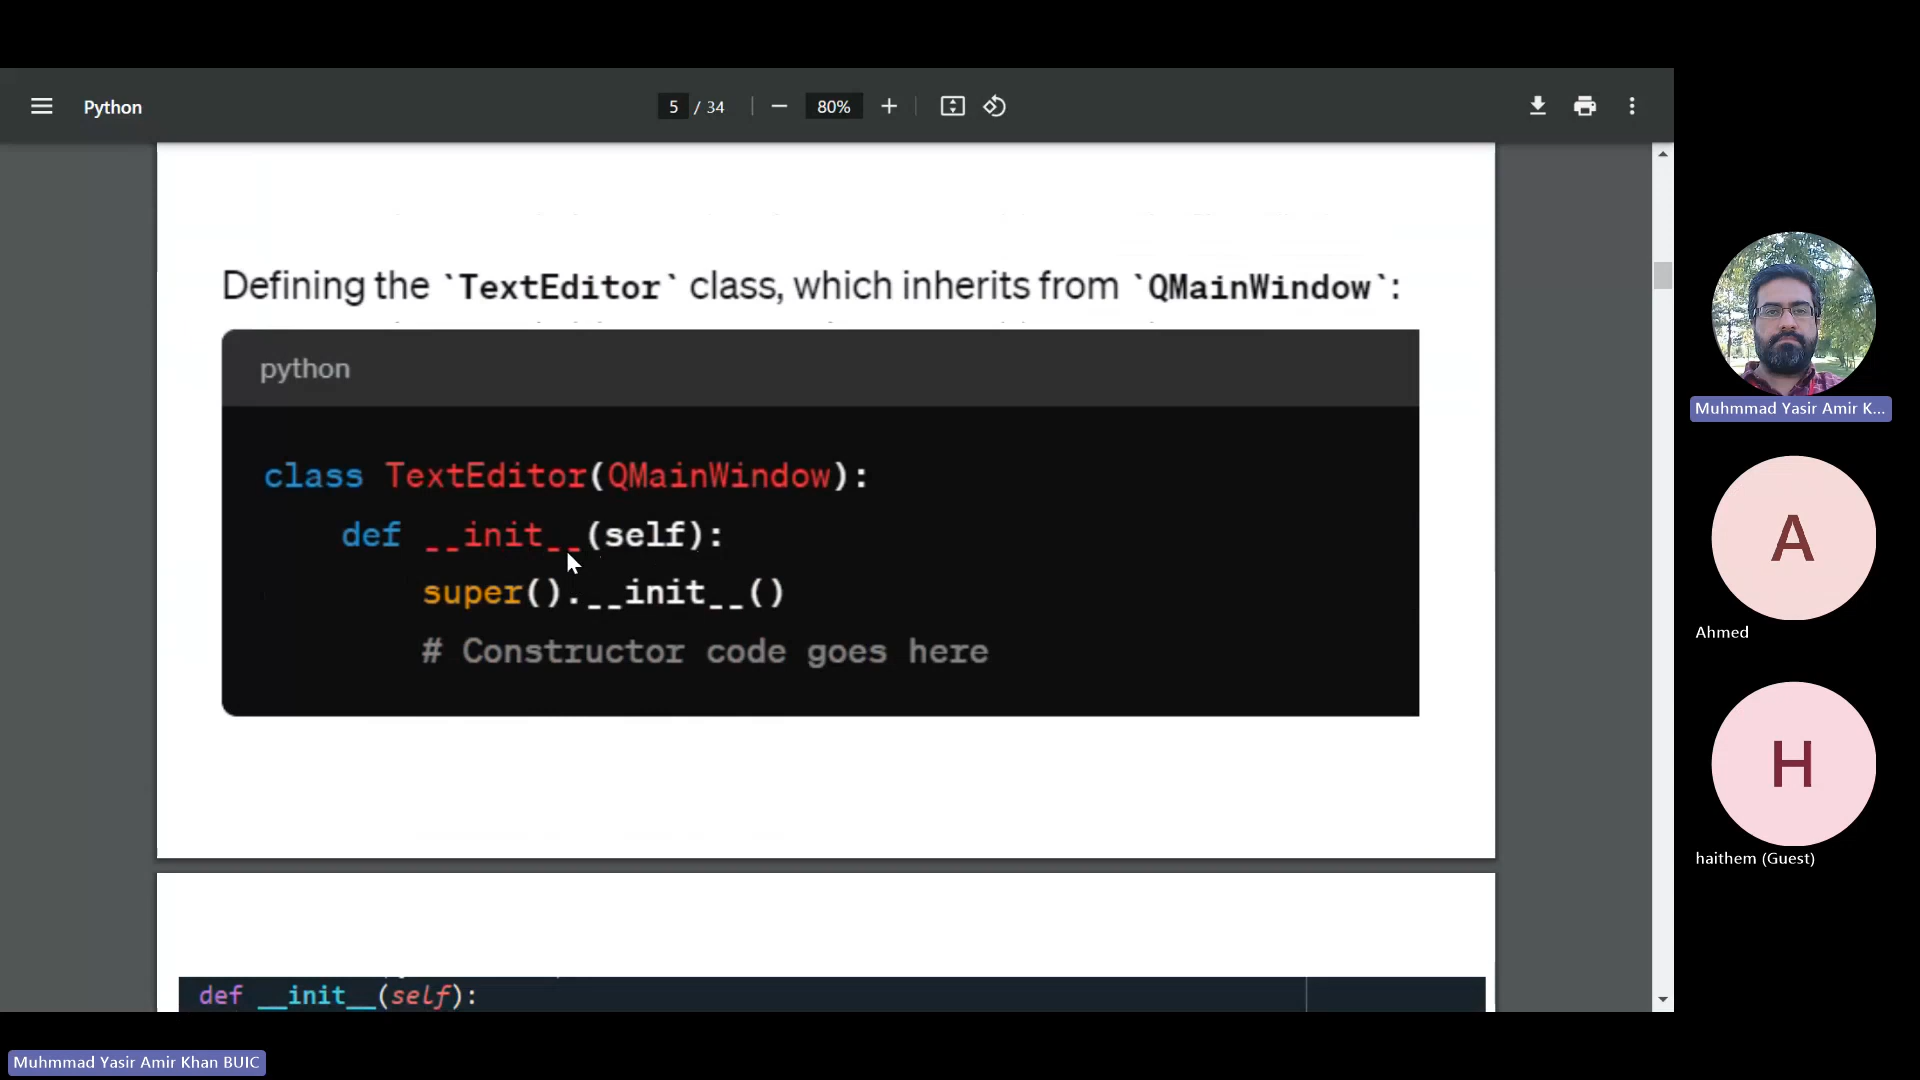 Python
5 / 34
80%
Defining the `TextEditor` class, which inherits from `QMainWindow`:
python
class TextEditor(QMainWindow):
def __init__(self):
super().__init__()
# Constructor code goes here
def __init__(self):
Muhmmad Yasir Amir K...
A
Ahmed
H
haithem (Guest)
Muhmmad Yasir Amir Khan BUIC